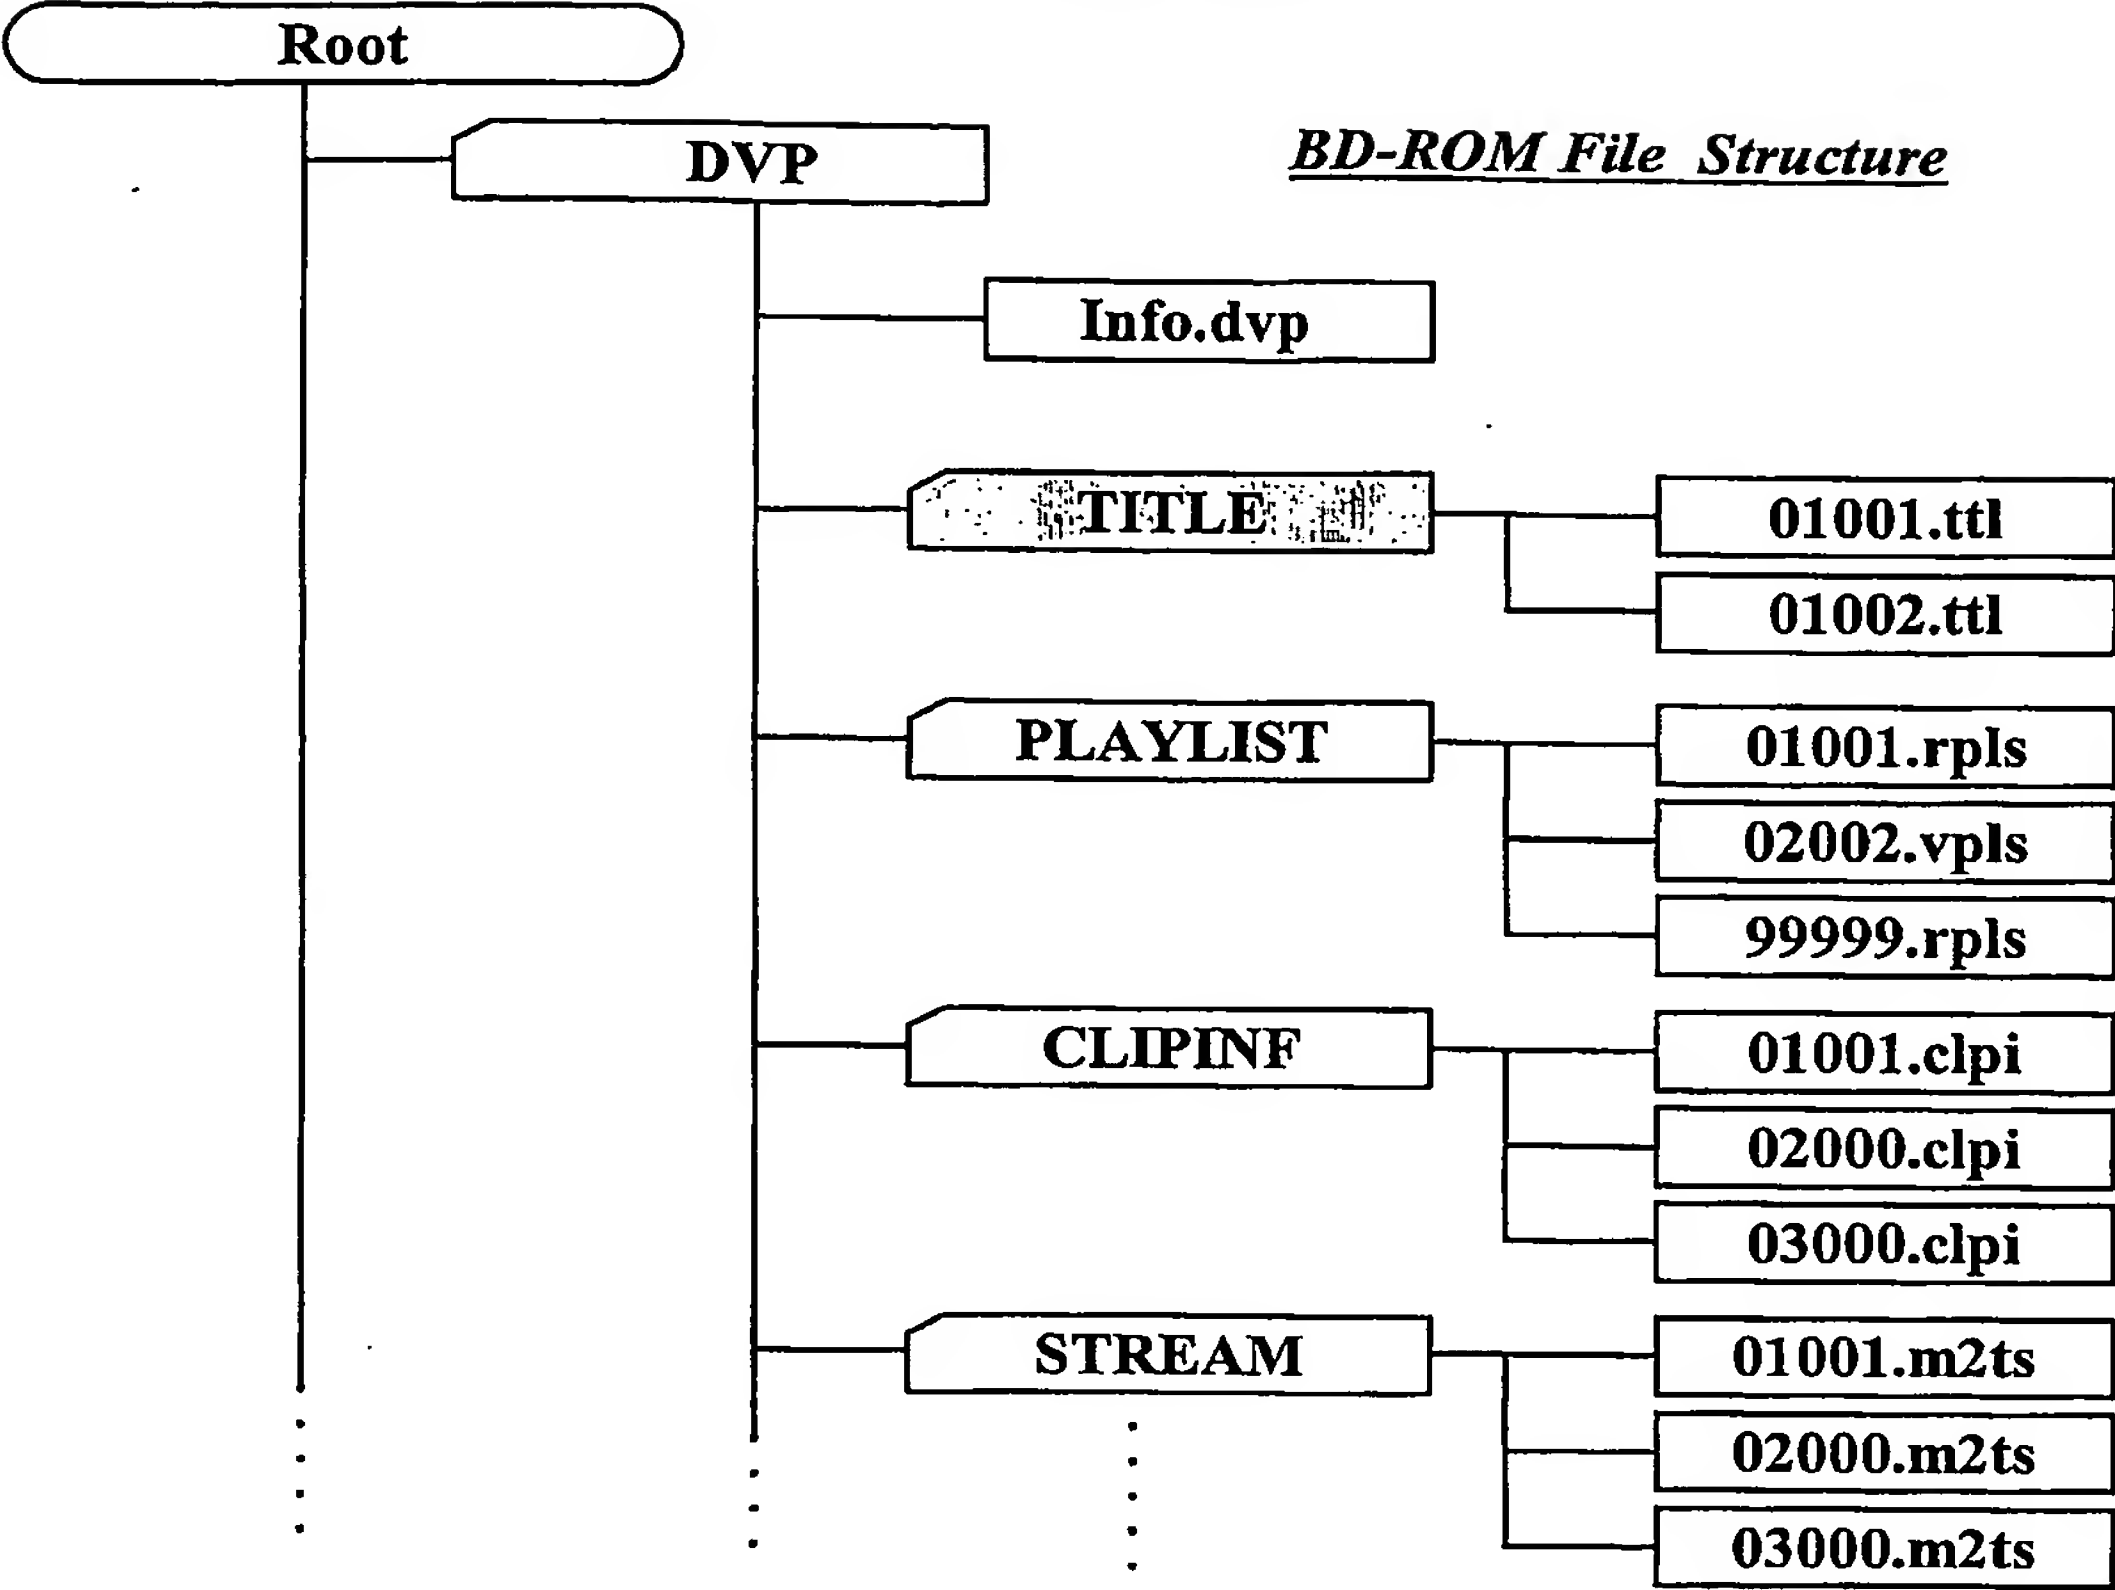 Root
DVP
BD-ROM File Structure
Info.dvp
TITLE
01001.ttl
01002.ttl
PLAYLIST
01001.rpls
02002.vpls
99999.rpls
CLIPINF
01001.clpi
02000.clpi
03000.clpi
STREAM
01001.m2ts
02000.m2ts
03000.m2ts